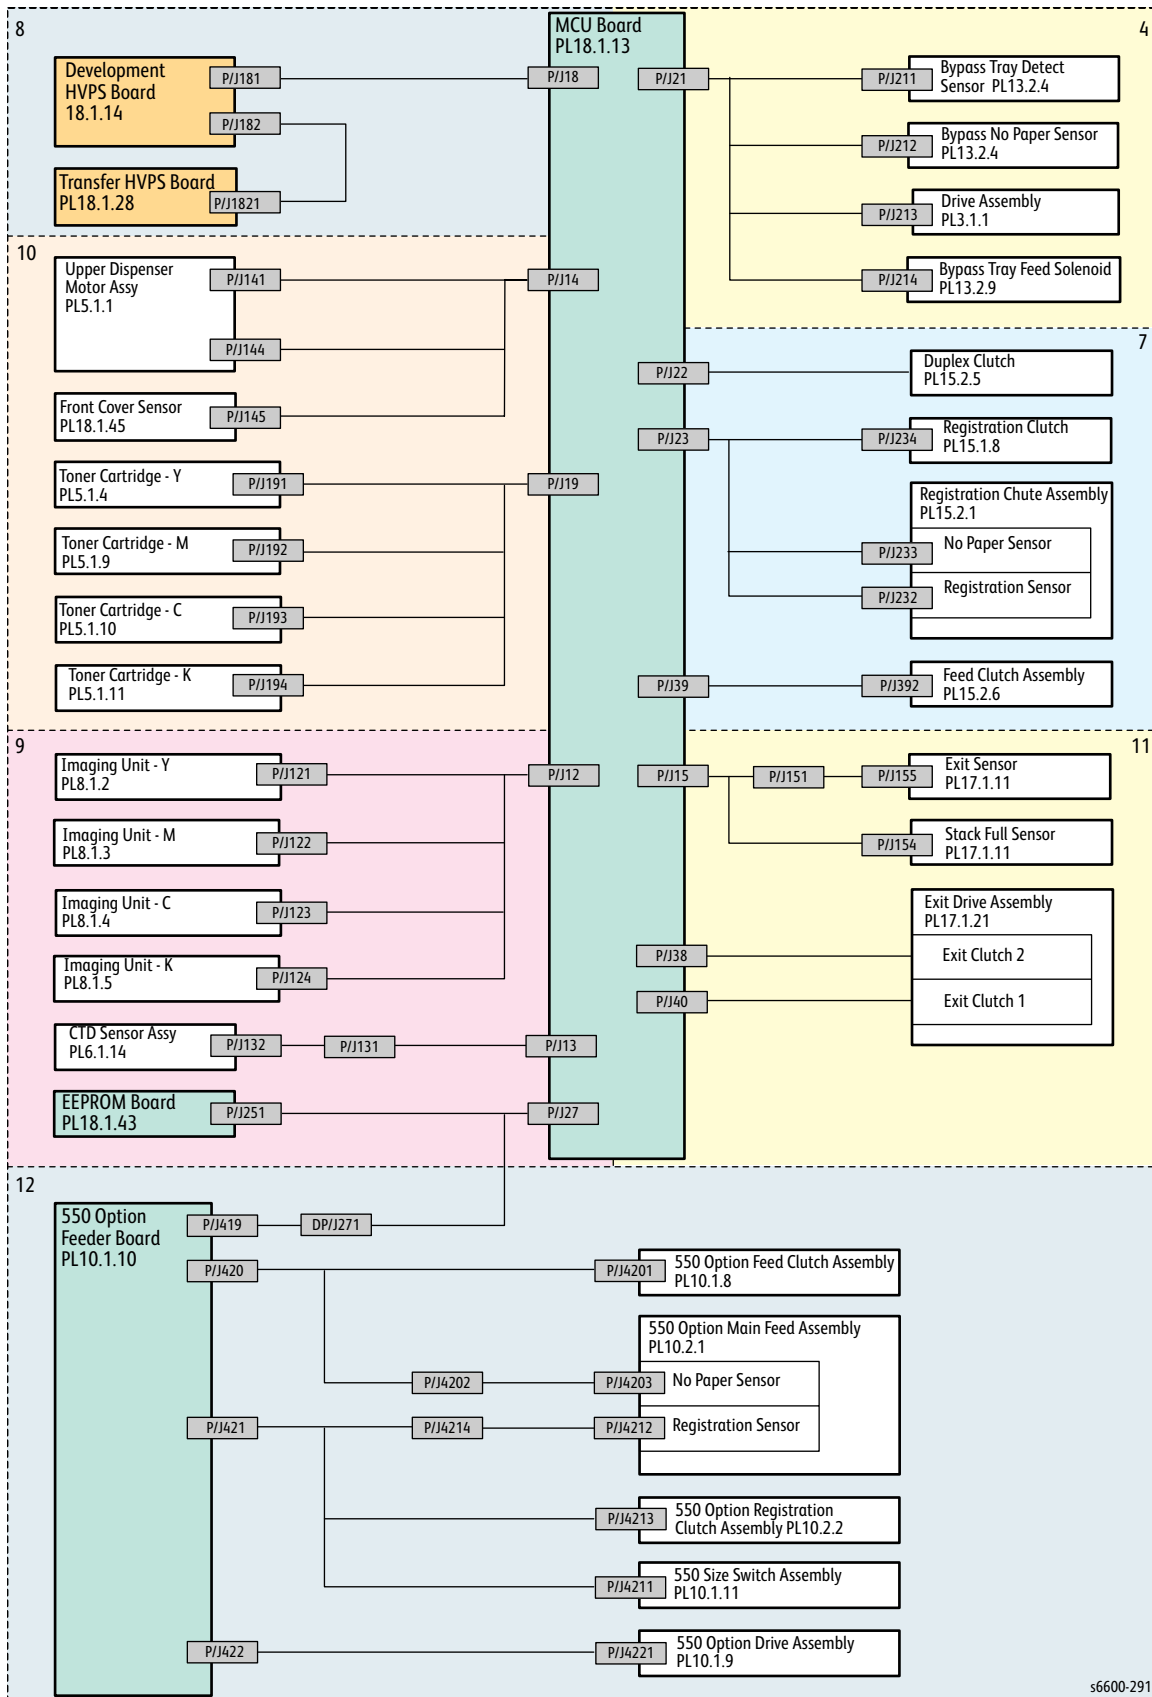 8
Development
HVPS Board
18.1.14
P/J181
P/J182
Transfer HVPS Board
PL18.1.28
P/J1821
MCU Board
PL18.1.13
P/J18
P/J21
4
P/J211
Bypass Tray Detect
Sensor PL13.2.4
P/J212
Bypass No Paper Sensor
PL13.2.4
P/J213
Drive Assembly
PL3.1.1
P/J214
Bypass Tray Feed Solenoid
PL13.2.9
10
Upper Dispenser
Motor Assy
PL5.1.1
P/J141
P/J144
P/J14
Front Cover Sensor
PL18.1.45
P/J145
Toner Cartridge - Y
PL5.1.4
P/J191
P/J19
Toner Cartridge - M
PL5.1.9
P/J192
Toner Cartridge - C
PL5.1.10
P/J193
Toner Cartridge - K
PL5.1.11
P/J194
7
P/J22
Duplex Clutch
PL15.2.5
P/J23
P/J234
Registration Clutch
PL15.1.8
Registration Chute Assembly
PL15.2.1
P/J233
No Paper Sensor
P/J232
Registration Sensor
P/J39
P/J392
Feed Clutch Assembly
PL15.2.6
9
Imaging Unit - Y
PL8.1.2
P/J121
P/J12
Imaging Unit - M
PL8.1.3
P/J122
Imaging Unit - C
PL8.1.4
P/J123
Imaging Unit - K
PL8.1.5
P/J124
CTD Sensor Assy
PL6.1.14
P/J132
P/J131
P/J13
EEPROM Board
PL18.1.43
P/J251
P/J27
11
P/J15
P/J151
P/J155
Exit Sensor
PL17.1.11
P/J154
Stack Full Sensor
PL17.1.11
Exit Drive Assembly
PL17.1.21
P/J38
Exit Clutch 2
P/J40
Exit Clutch 1
12
550 Option
Feeder Board
PL10.1.10
P/J419
DP/J271
P/J420
P/J4201
550 Option Feed Clutch Assembly
PL10.1.8
550 Option Main Feed Assembly
PL10.2.1
P/J4202
P/J4203
No Paper Sensor
P/J421
P/J4214
P/J4212
Registration Sensor
P/J4213
550 Option Registration
Clutch Assembly PL10.2.2
P/J4211
550 Size Switch Assembly
PL10.1.11
P/J422
P/J4221
550 Option Drive Assembly
PL10.1.9
s6600-291